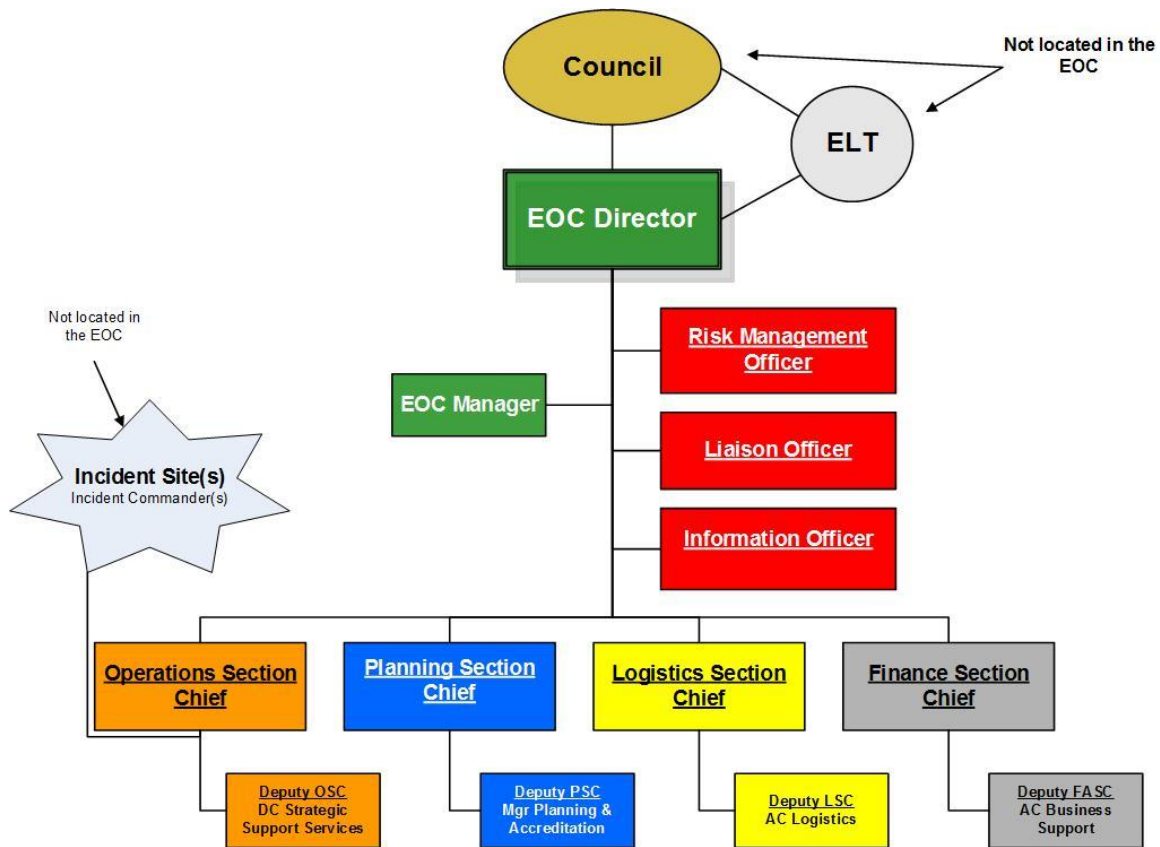 Council
Not located in the
EOC
ELT
EOC Director
Not located in
the EOC
Risk Management
Officer
EOC Manager
Liaison Officer
Incident Site(s)
Incident Commander(s)
Information Officer
Operations Section
Chief
Planning Section
Chief
Logistics Section
Chief
Finance Section
Chief
Deputy OSC
DC Strategic
Support Services
Deputy PSC
Mgr Planning &
Accreditation
Deputy LSC
AC Logistics
Deputy FASC
AC Business
Support